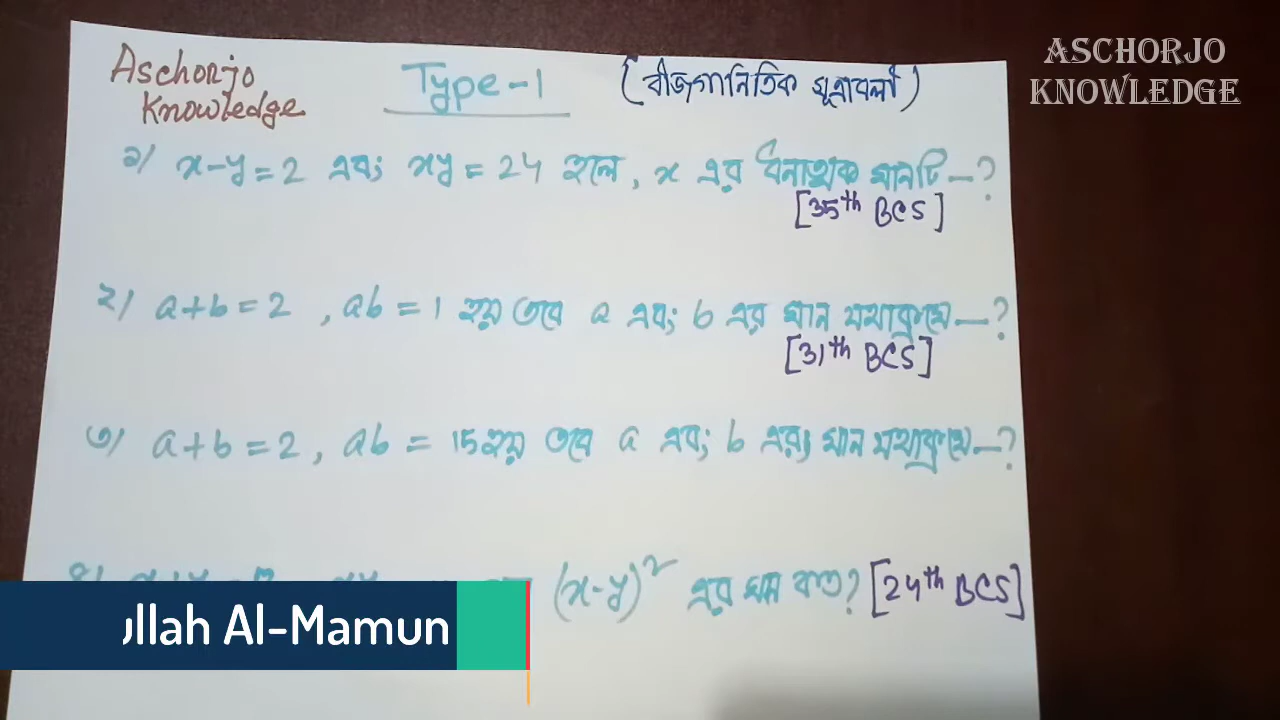 Aschorjo Knowledge
Type-1
(বীজগানিতিক সূত্রাবলী)
ASCHORJO KNOWLEDGE
১/ x-y=2 এবং xy=24 হলে, x এর ধনাত্মক মানটি —?
[35th BCS]
২/ a+b=2, ab=1 হয় তবে a এবং b এর মান যথাক্রমে —?
[31th BCS]
৩/ a+b=2, ab=15 হয় তবে a এবং b এর মান যথাক্রমে —?
(x-y)² এর মান কত? [24th BCS]
ullah Al-Mamun